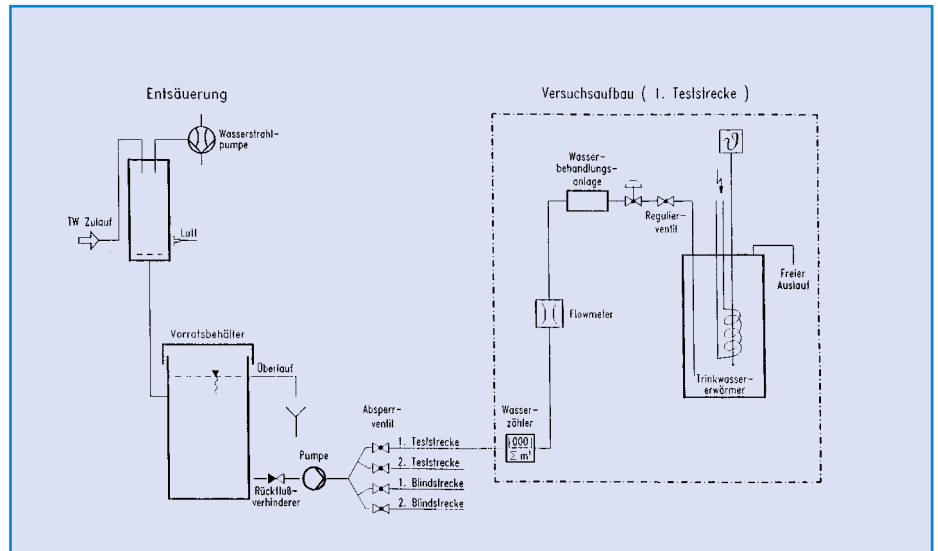 Entsäuerung
Versuchsaufbau ( 1. Teststrecke )
Wasserstrahl-
pumpe
TW Zulauf
Luft
Wasser-
behandlungs-
anlage
ϑ
Regulier-
ventil
Freier
Auslauf
Flowmeter
Trinkwasser-
erwärmer
Vorratsbehälter
Überlauf
Absperr-
ventil
Wasser-
zähler
000
Σ m³
1. Teststrecke
2. Teststrecke
1. Blindstrecke
2. Blindstrecke
Pumpe
Rückfluß-
verhinderer